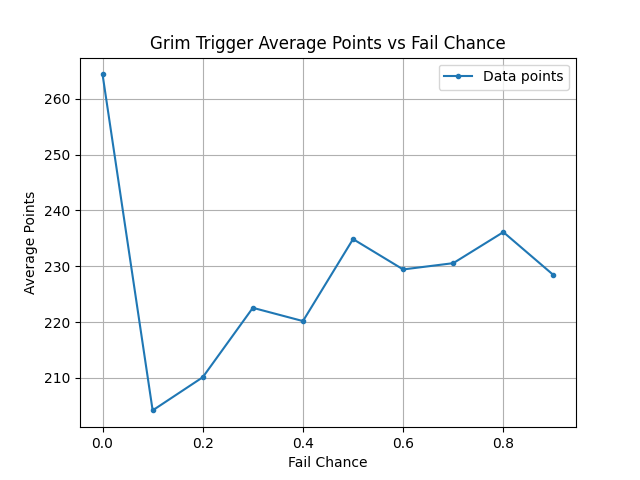 Grim Trigger Average Points vs Fail Chance
Data points
260
250
240
230
220
210
Average Points
0.0 0.2 0.4 0.6 0.8
Fail Chance